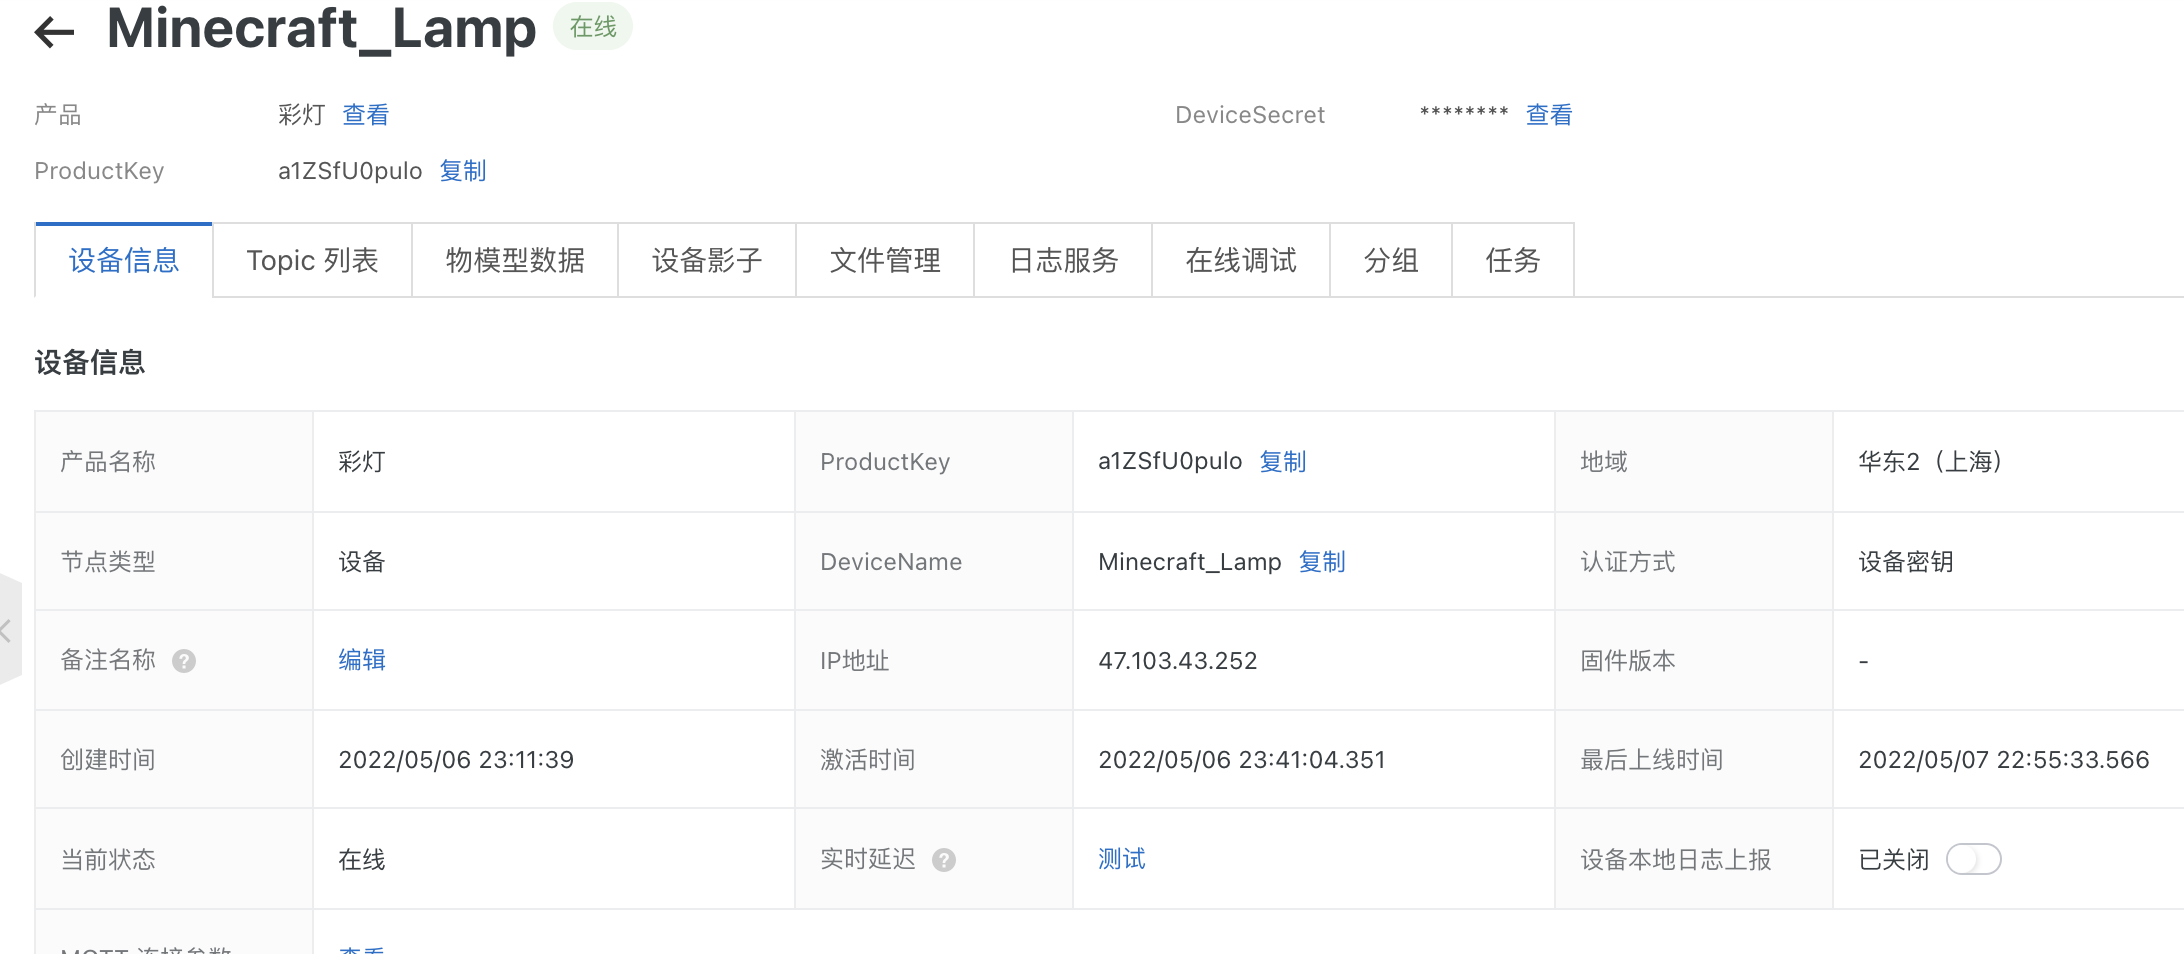 Minecraft_Lamp 在线
产品 彩灯 查看 DeviceSecret ******** 查看
ProductKey a1ZSfU0pulo 复制
设备信息 Topic 列表 物模型数据 设备影子 文件管理 日志服务 在线调试 分组 任务
设备信息
产品名称 彩灯 ProductKey a1ZSfU0pulo 复制 地域 华东2（上海）
节点类型 设备 DeviceName Minecraft_Lamp 复制 认证方式 设备密钥
备注名称 ? 编辑 IP地址 47.103.43.252 固件版本 -
创建时间 2022/05/06 23:11:39 激活时间 2022/05/06 23:41:04.351 最后上线时间 2022/05/07 22:55:33.566
当前状态 在线 实时延迟 ? 测试 设备本地日志上报 已关闭
MQTT 连接参数 查看